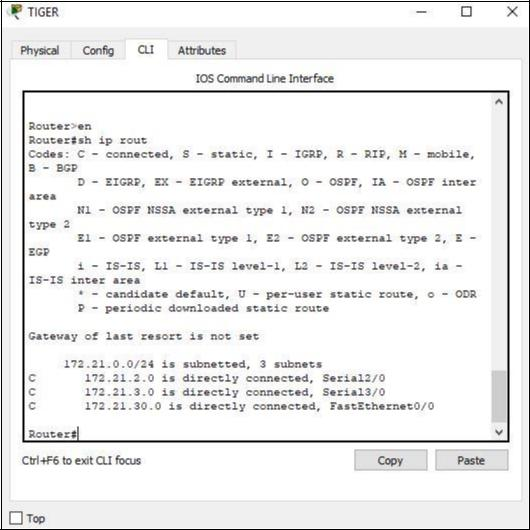 TIGER
Physical Config CLI Attributes
IOS Command Line Interface
Router>en
Router#sh ip rout
Codes: C - connected, S - static, I - IGRP, R - RIP, M - mobile,
B - BGP
D - EIGRP, EX - EIGRP external, O - OSPF, IA - OSPF inter
area
N1 - OSPF NSSA external type 1, N2 - OSPF NSSA external
type 2
E1 - OSPF external type 1, E2 - OSPF external type 2, E -
EGP
i - IS-IS, L1 - IS-IS level-1, L2 - IS-IS level-2, ia -
IS-IS inter area
* - candidate default, U - per-user static route, o - ODR
P - periodic downloaded static route
Gateway of last resort is not set
172.21.0.0/24 is subnetted, 3 subnets
C 172.21.2.0 is directly connected, Serial2/0
C 172.21.3.0 is directly connected, Serial3/0
C 172.21.30.0 is directly connected, FastEthernet0/0
Router#
Ctrl+F6 to exit CLI focus
Copy Paste
Top